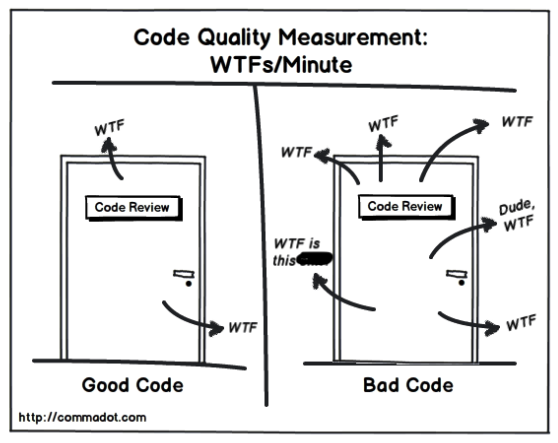 Code Quality Measurement:
WTFs/Minute
WTF
Code Review
WTF
Good Code
WTF
WTF
WTF
Code Review
Dude,
WTF
WTF is
this
WTF
Bad Code
http://commadot.com